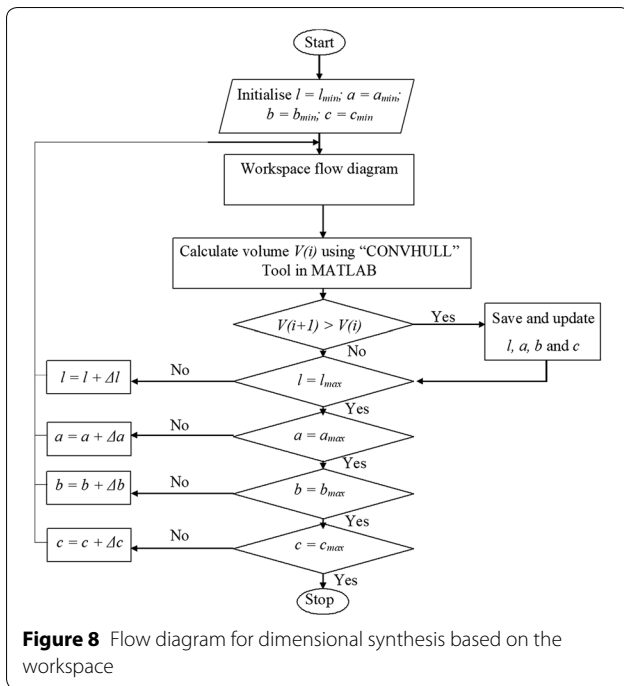 Start
Initialise l = lmin; a = amin;
b = bmin; c = cmin
Workspace flow diagram
Calculate volume V(i) using “CONVHULL”
Tool in MATLAB
V(i+1) > V(i)
Yes
Save and update
l, a, b and c
No
l = l + Δl
No
l = lmax
Yes
a = a + Δa
No
a = amax
Yes
b = b + Δb
No
b = bmax
Yes
c = c + Δc
No
c = cmax
Yes
Stop
Figure 8 Flow diagram for dimensional synthesis based on the
workspace